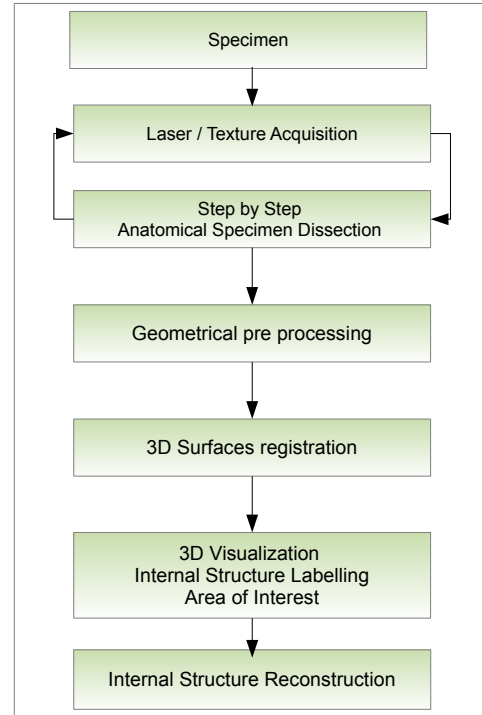 Specimen
Laser / Texture Acquisition
Step by Step
Anatomical Specimen Dissection
Geometrical pre processing
3D Surfaces registration
3D Visualization
Internal Structure Labelling
Area of Interest
Internal Structure Reconstruction